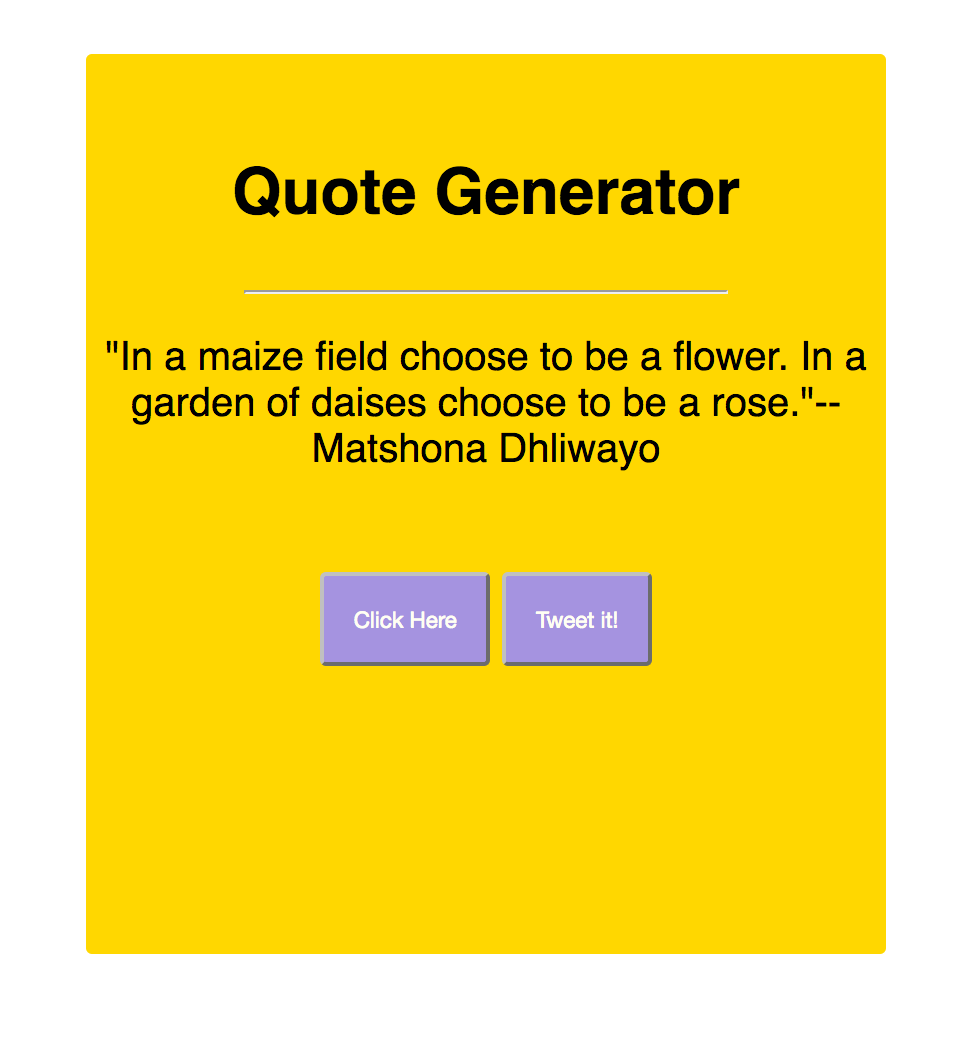 Quote Generator
"In a maize field choose to be a flower. In a
garden of daises choose to be a rose."--
Matshona Dhliwayo
Click Here
Tweet it!